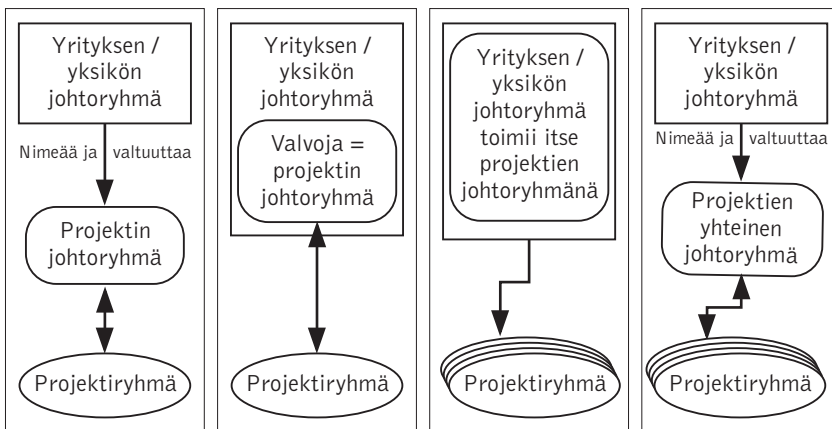 Yrityksen /
yksikön
johtoryhmä
Nimeää ja valtuuttaa
Projektin
johtoryhmä
Projektiryhmä
Yrityksen /
yksikön
johtoryhmä
Valvoja =
projektin
johtoryhmä
Projektiryhmä
Yrityksen /
yksikön
johtoryhmä
toimii itse
projektien
johtoryhmänä
Projektiryhmä
Yrityksen /
yksikön
johtoryhmä
Nimeää ja valtuuttaa
Projektien
yhteinen
johtoryhmä
Projektiryhmä